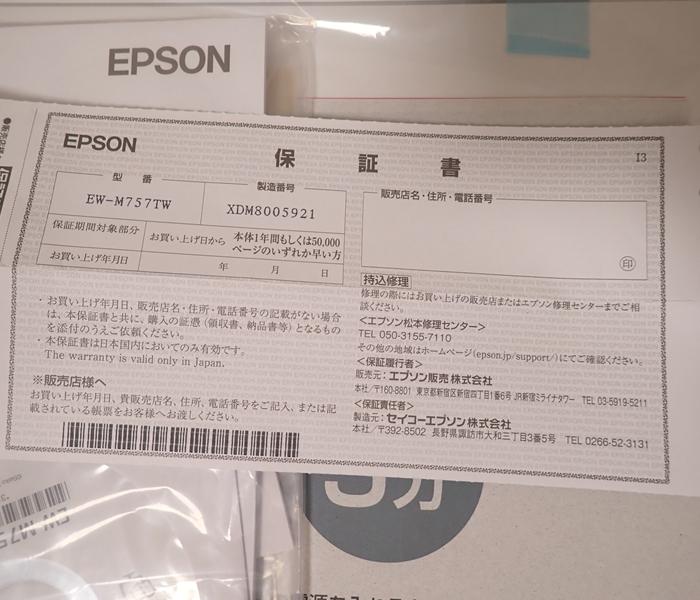 EPSON
EPSON
保証書
I3
型番
製造番号
EW-M757TW
XDM8005921
保証期間対象部分
お買い上げ日から
本体1年間もしくは50,000
ページのいずれか早い方
お買い上げ年月日
年 月 日
販売店名・住所・電話番号
印
・お買い上げ年月日、販売店名・住所・電話番号の記載がない場合
は、本保証書と共に、購入の証憑（領収書、納品書等）となるもの
を添付のうえご依頼ください。
・本保証書は日本国内においてのみ有効です。
The warranty is valid only in Japan.
※販売店様へ
お買い上げ年月日、貴販売店名、住所、電話番号をご記入、または記
載されている帳票をお客様へお渡しください。
持込修理
修理の際にはお買い上げの販売店またはエプソン修理センターまでご相
談ください。
<エプソン松本修理センター>
TEL 050-3155-7110
その他の地域はホームページ(epson.jp/support/)にてご確認ください。
<保証履行者>
販売元：エプソン販売 株式会社
本社／〒160-8801 東京都新宿区新宿四丁目1番6号 JR新宿ミライナタワー TEL 03-5919-5211
<保証責任者>
製造元：セイコーエプソン株式会社
本社／〒392-8502 長野県諏訪市大和三丁目3番5号 TEL 0266-52-3131
EW-M75